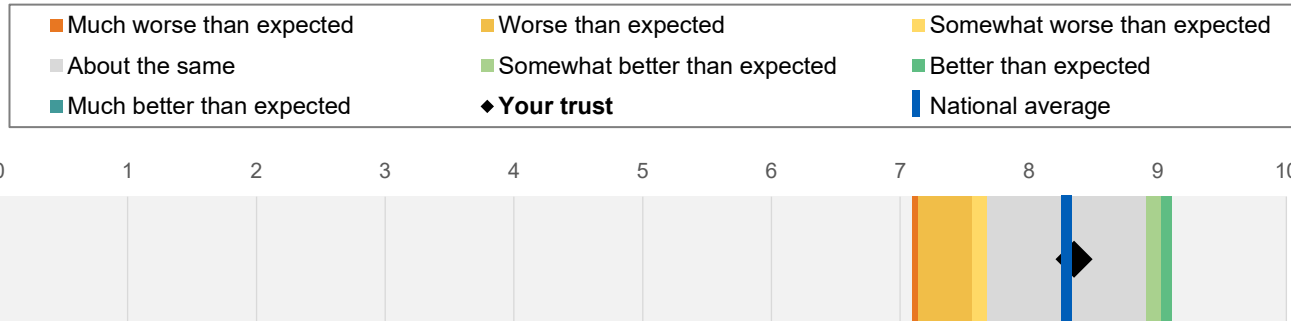 Much worse than expected Worse than expected Somewhat worse than expected
About the same Somewhat better than expected Better than expected
Much better than expected Your trust National average
0 1 2 3 4 5 6 7 8 9 10